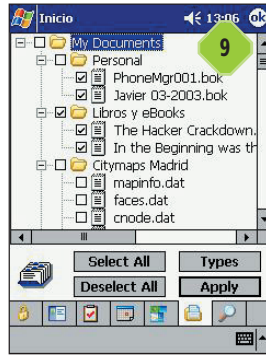 Inicio 13:06 ok
9
My Documents
Personal
PhoneMgr001.bok
Javier 03-2003.bok
Libros y eBooks
The Hacker Crackdown.
In the Beginning was th
Citymaps Madrid
mapinfo.dat
faces.dat
cnode.dat
Select All Types
Deselect All Apply